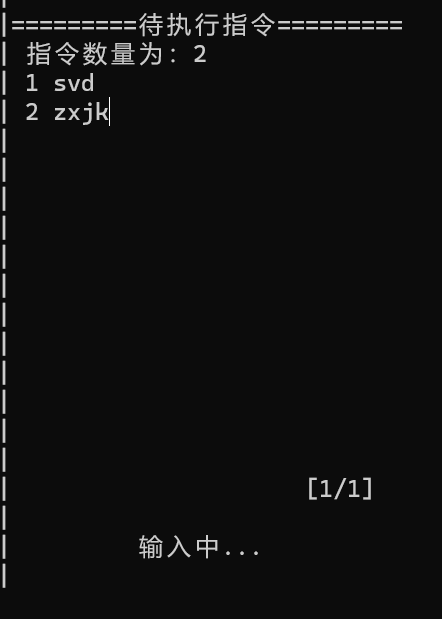 |=========待执行指令=========
| 指令数量为: 2
| 1 svd
| 2 zxjk
[1/1]
输入中...